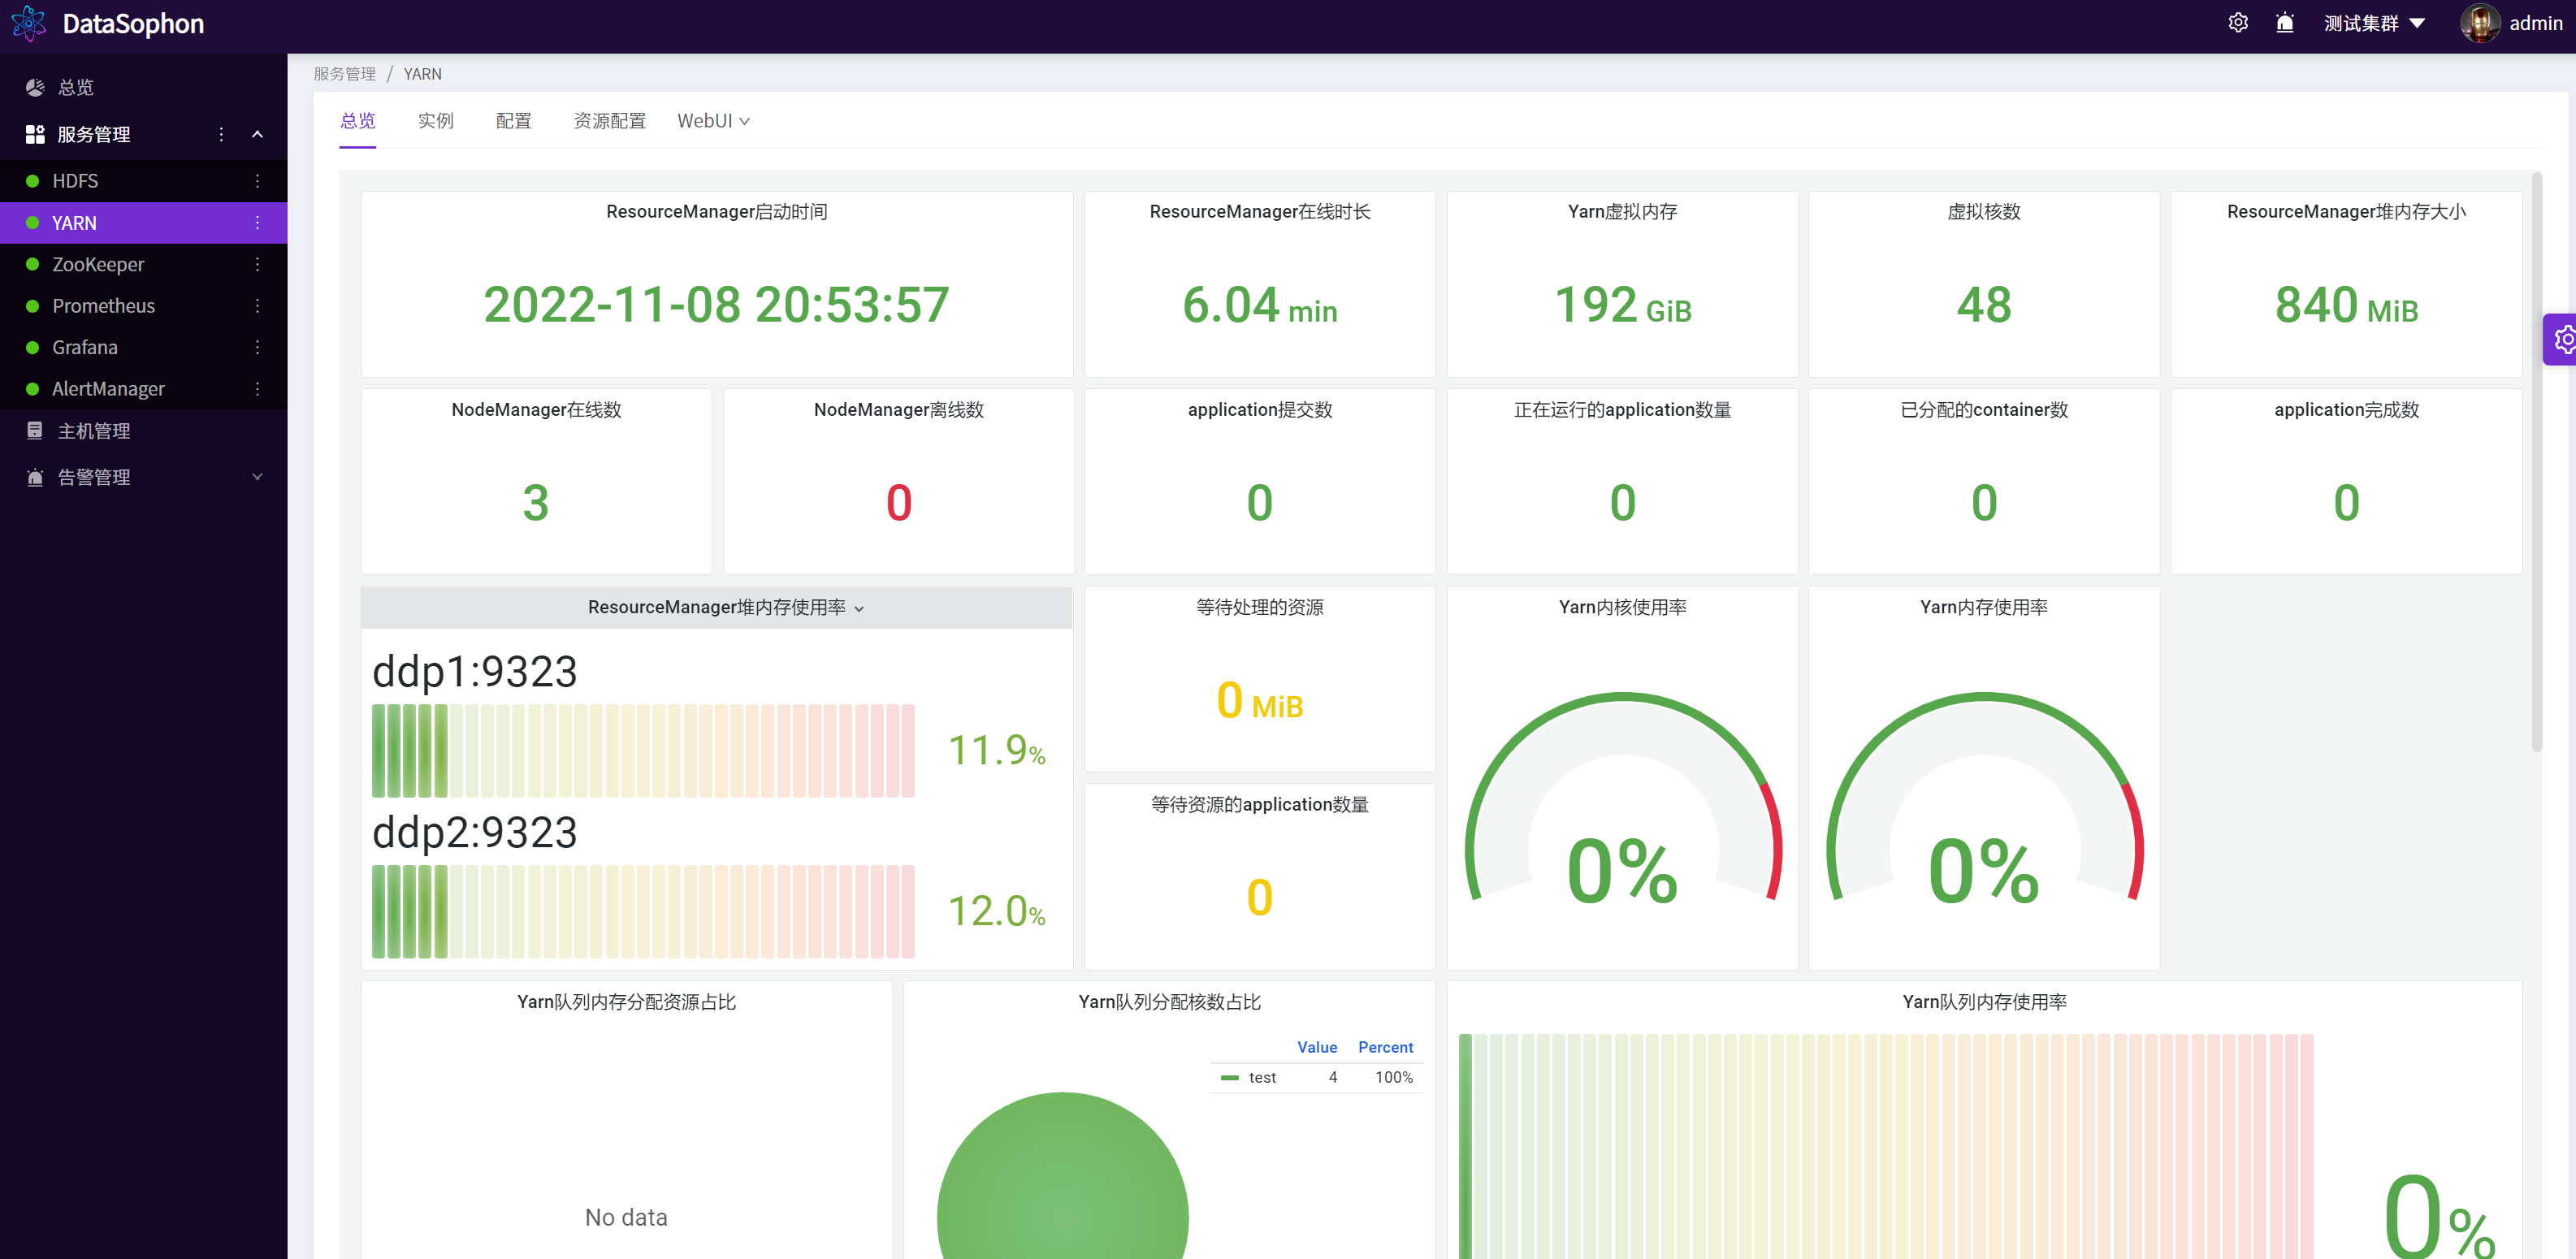 DataSophon
测试集群
admin
总览
服务管理
HDFS
YARN
ZooKeeper
Prometheus
Grafana
AlertManager
主机管理
告警管理
服务管理 / YARN
总览 实例 配置 资源配置 WebUI
ResourceManager启动时间
2022-11-08 20:53:57
ResourceManager在线时长
6.04 min
Yarn虚拟内存
192 GiB
虚拟核数
48
ResourceManager堆内存大小
840 MiB
NodeManager在线数
3
NodeManager离线数
0
application提交数
0
正在运行的application数量
0
已分配的container数
0
application完成数
0
ResourceManager堆内存使用率
ddp1:9323
11.9%
ddp2:9323
12.0%
等待处理的资源
0 MiB
等待资源的application数量
0
Yarn内核使用率
0%
Yarn内存使用率
0%
Yarn队列内存分配资源占比
No data
Yarn队列分配核数占比
Value Percent
test 4 100%
Yarn队列内存使用率
0%